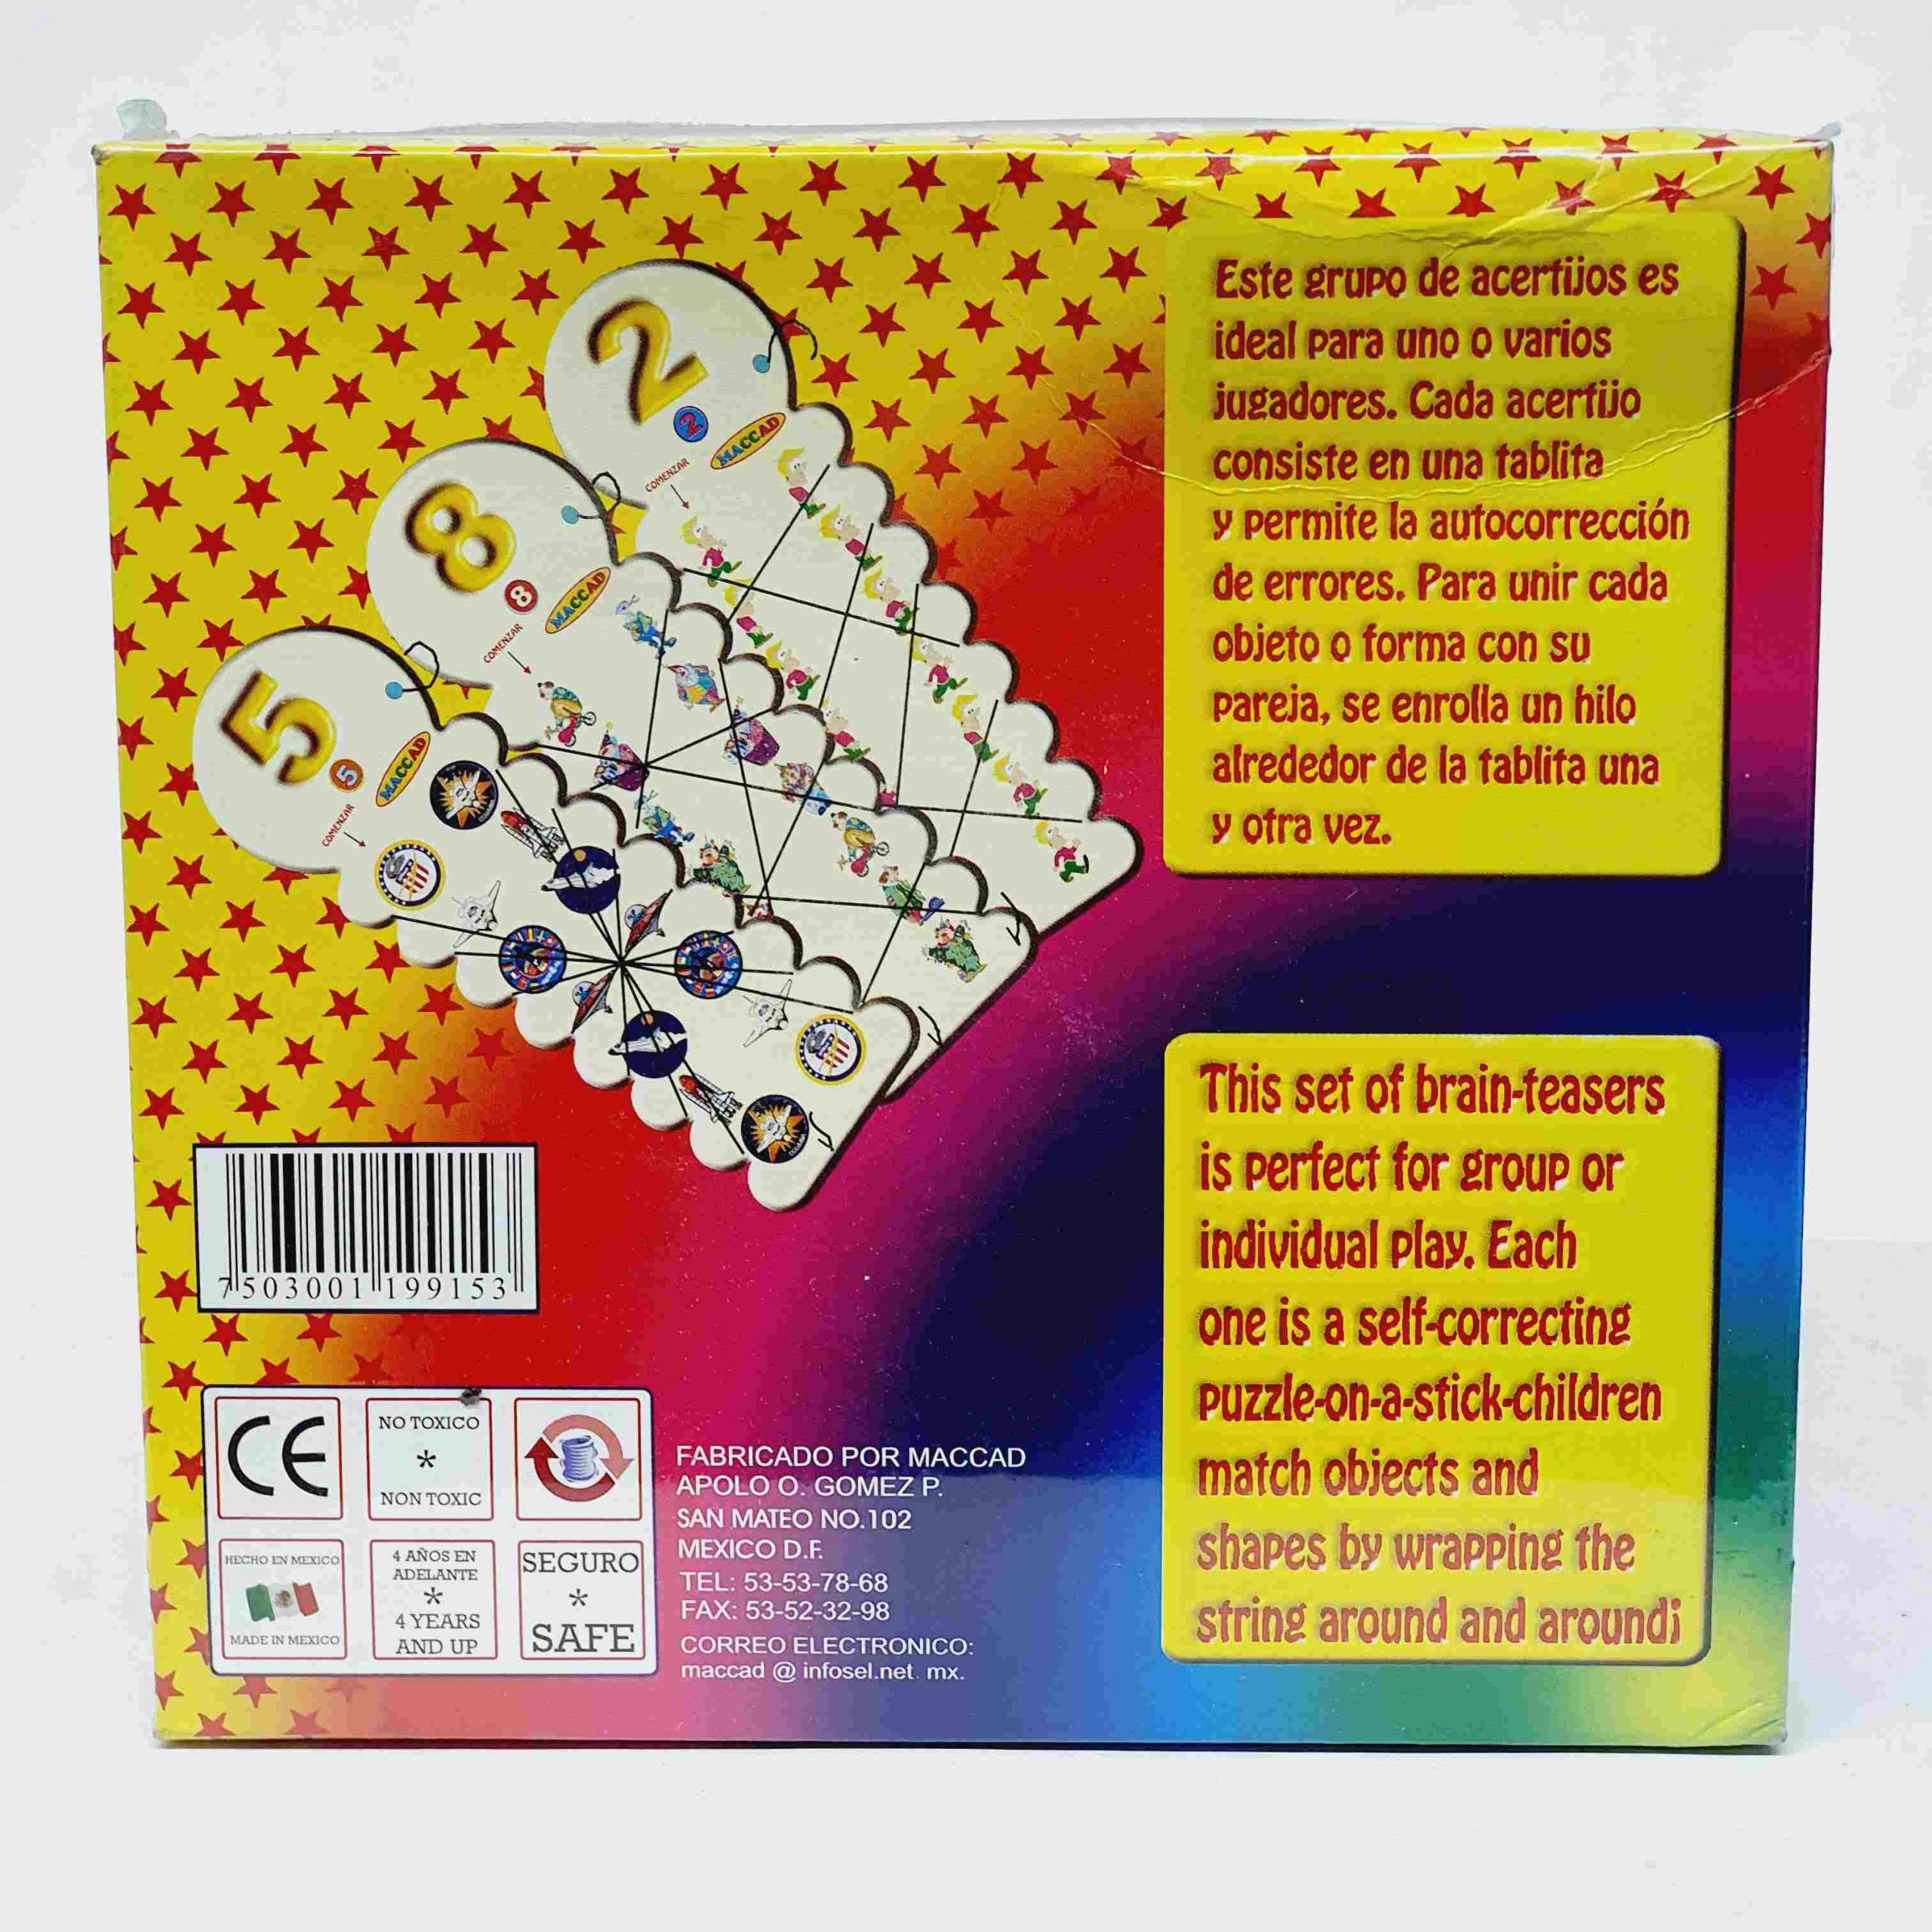 Este grupo de acertijos es
ideal para uno o varios
jugadores. Cada acertijo
consiste en una tablita
y permite la autocorrección
de errores. Para unir cada
objeto o forma con su
pareja, se enrolla un hilo
alrededor de la tablita una
y otra vez.
2
2
MACCAD
COMENZAR
8
8
MACCAD
COMENZAR
5
5
MACCAD
COMENZAR
This set of brain-teasers
is perfect for group or
individual play. Each
one is a self-correcting
puzzle-on-a-stick-children
match objects and
shapes by wrapping the
string around and around¡
7 503001 199153
CE
NO TOXICO
*
NON TOXIC
HECHO EN MEXICO
MADE IN MEXICO
4 AÑOS EN
ADELANTE
*
4 YEARS
AND UP
SEGURO
*
SAFE
FABRICADO POR MACCAD
APOLO O. GOMEZ P.
SAN MATEO NO.102
MEXICO D.F.
TEL: 53-53-78-68
FAX: 53-52-32-98
CORREO ELECTRONICO:
maccad @ infosel.net. mx.